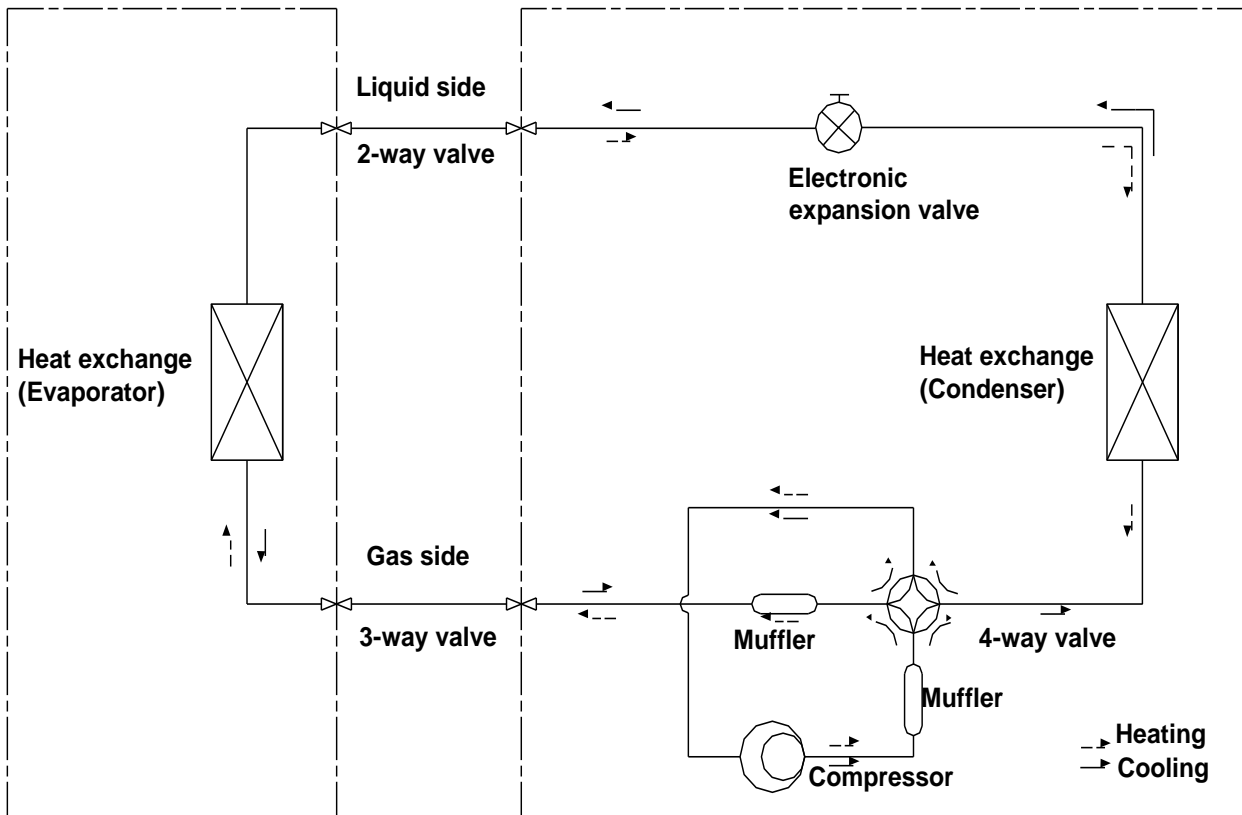 Liquid side
2-way valve
Electronic
expansion valve
Heat exchange
(Evaporator)
Heat exchange
(Condenser)
Gas side
3-way valve
Muffler
4-way valve
Muffler
Compressor
Heating
Cooling